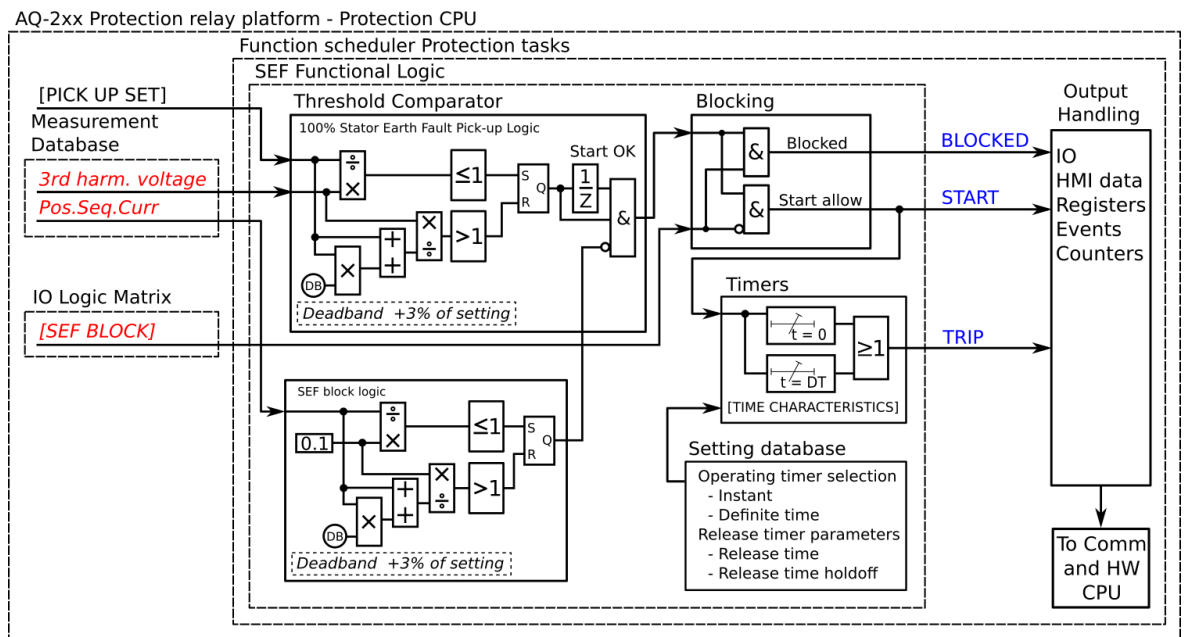 AQ-2xx Protection relay platform - Protection CPU
Function scheduler Protection tasks
SEF Functional Logic
[PICK UP SET]
Measurement
Database
3rd harm. voltage
Pos.Seq.Curr
IO Logic Matrix
[SEF BLOCK]
Threshold Comparator
100% Stator Earth Fault Pick-up Logic
÷
×
≤1
S
R
Q
Start OK
1
Z
&
×
÷
>1
+
+
×
DB
Deadband +3% of setting
SEF block logic
÷
×
0.1
≤1
S
R
Q
×
÷
>1
+
+
×
DB
Deadband +3% of setting
Blocking
&
Blocked
&
Start allow
Timers
t = 0
t = DT
≥1
[TIME CHARACTERISTICS]
Setting database
Operating timer selection
- Instant
- Definite time
Release timer parameters
- Release time
- Release time holdoff
BLOCKED
START
TRIP
Output
Handling
IO
HMI data
Registers
Events
Counters
To Comm
and HW
CPU